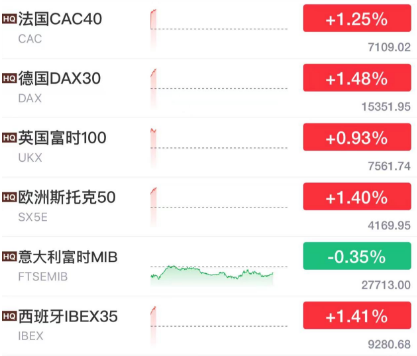 HQ 法国CAC40
CAC
+1.25%
7109.02
HQ 德国DAX30
DAX
+1.48%
15351.95
HQ 英国富时100
UKX
+0.93%
7561.74
HQ 欧洲斯托克50
SX5E
+1.40%
4169.95
HQ 意大利富时MIB
FTSEMIB
-0.35%
27713.00
HQ 西班牙IBEX35
IBEX
+1.41%
9280.68